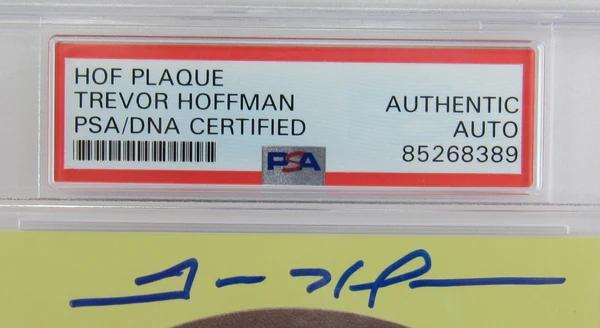 HOF PLAQUE
TREVOR HOFFMAN
PSA/DNA CERTIFIED
AUTHENTIC
AUTO
85268389
PSA